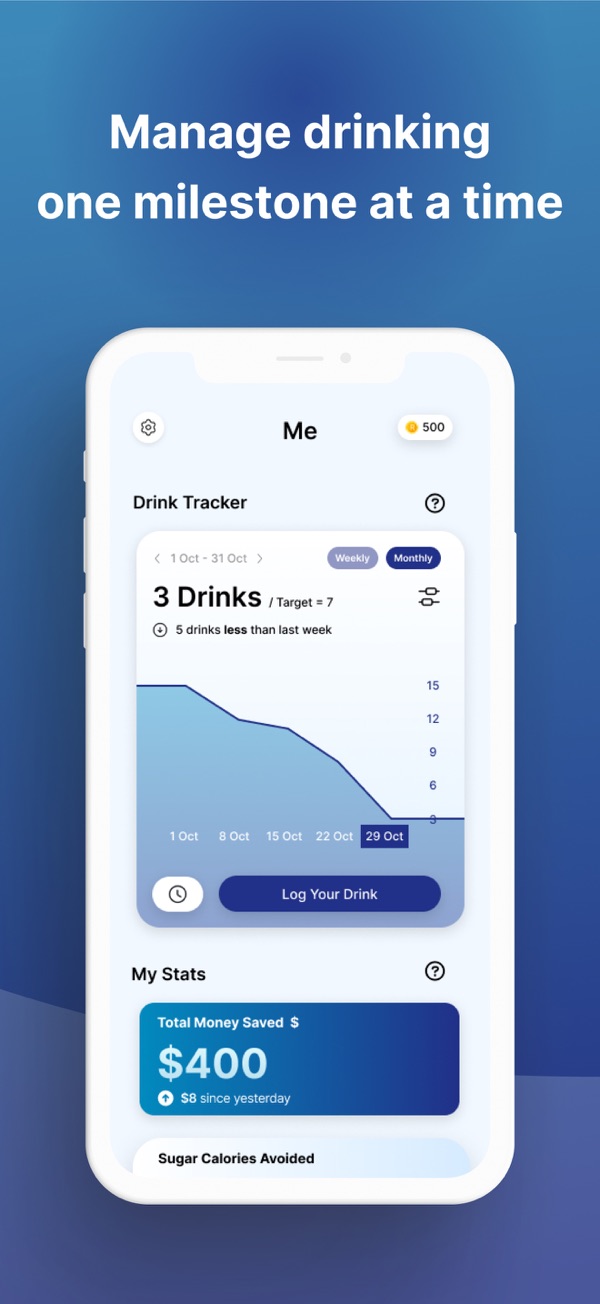 Manage drinking
one milestone at a time
Me
500
Drink Tracker
1 Oct - 31 Oct
Weekly
Monthly
3 Drinks / Target = 7
5 drinks less than last week
15
12
9
6
3
1 Oct 8 Oct 15 Oct 22 Oct 29 Oct
Log Your Drink
My Stats
Total Money Saved $
$400
$8 since yesterday
Sugar Calories Avoided